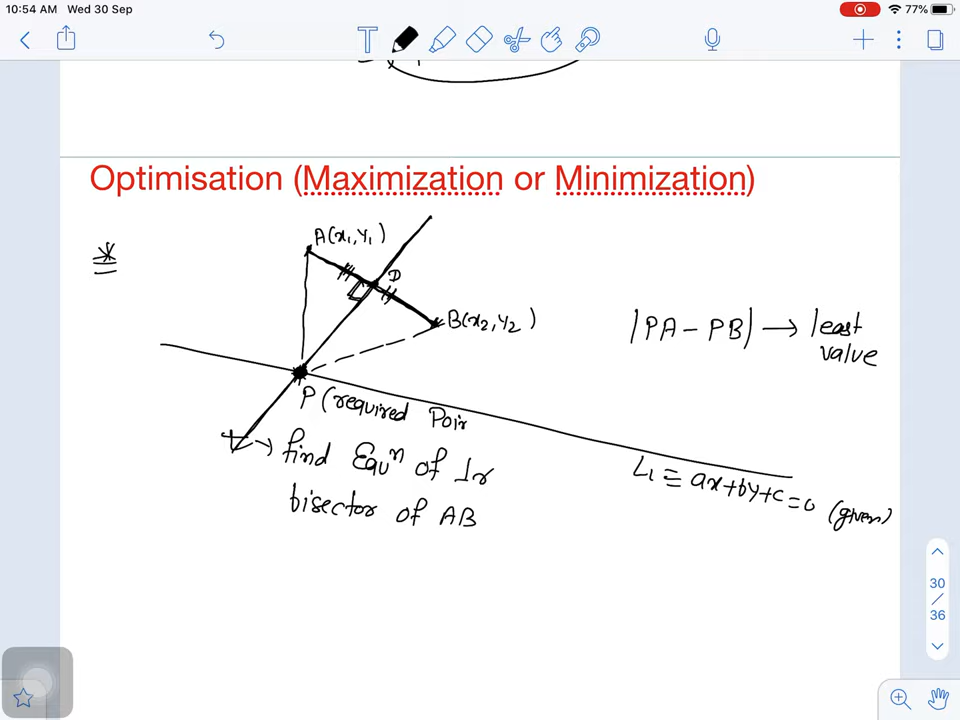 10:54 AM Wed 30 Sep
77%
T
Optimisation (Maximization or Minimization)
A(x₁,y₁)
D
B(x₂,y₂)
|PA - PB| → least
value
P (required Poin
→ find Equⁿ of ⊥r
bisector of AB
L₁ ≡ ax+by+c=0 (given)
30
/
36